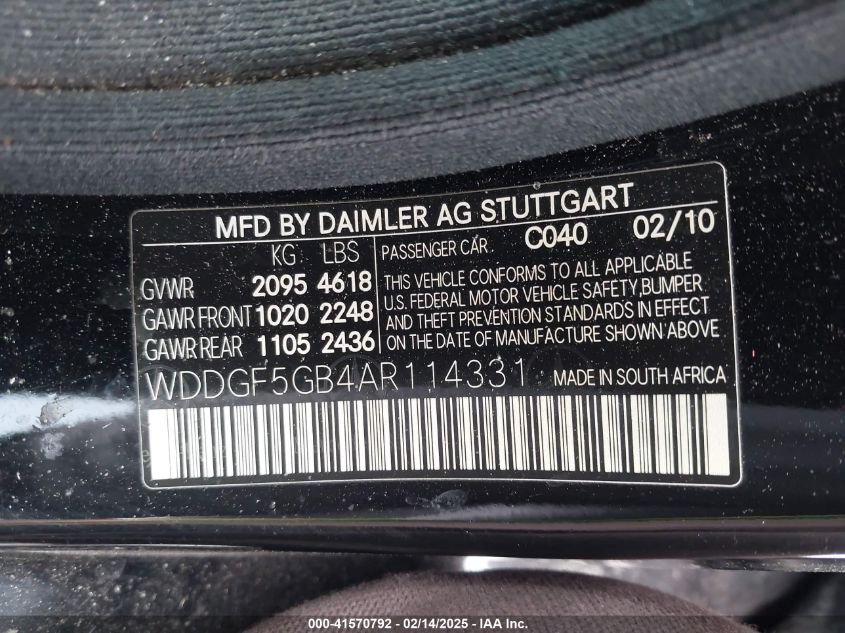 MFD BY DAIMLER AG STUTTGART
KG LBS PASSENGER CAR C040 02/10
GVWR 2095 4618
GAWR FRONT 1020 2248
GAWR REAR 1105 2436
THIS VEHICLE CONFORMS TO ALL APPLICABLE
U.S. FEDERAL MOTOR VEHICLE SAFETY, BUMPER
AND THEFT PREVENTION STANDARDS IN EFFECT
ON THE DATE OF MANUFACTURE SHOWN ABOVE
WDDGF5GB4AR114331 MADE IN SOUTH AFRICA
000-41570792 - 02/14/2025 - IAA Inc.